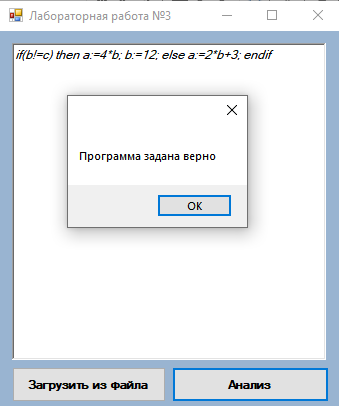 Лабораторная работа №3
if(b!=c) then a:=4*b; b:=12; else a:=2*b+3; endif
Программа задана верно
OK
Загрузить из файла
Анализ